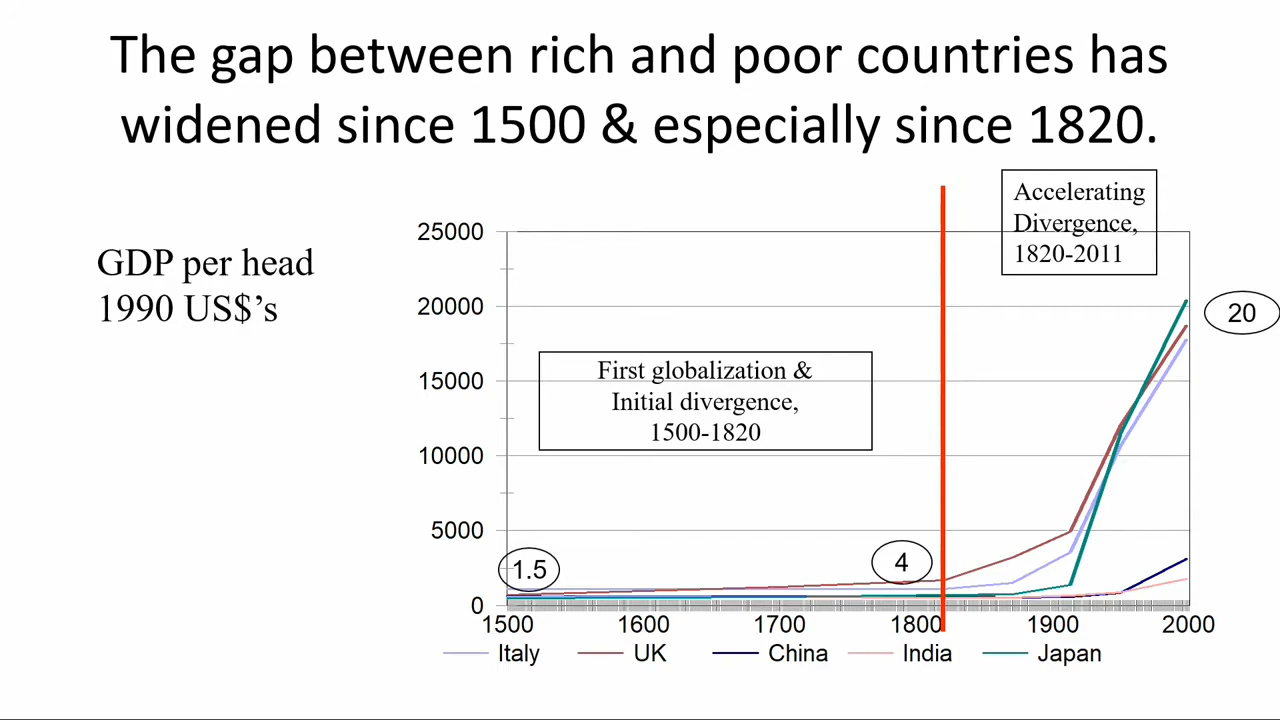 The gap between rich and poor countries has
widened since 1500 & especially since 1820.
GDP per head
1990 US$'s
Accelerating
Divergence,
1820-2011
First globalization &
Initial divergence,
1500-1820
25000
20000
15000
10000
5000
0
20
1.5
4
1500 1600 1700 1800 1900 2000
Italy UK China India Japan